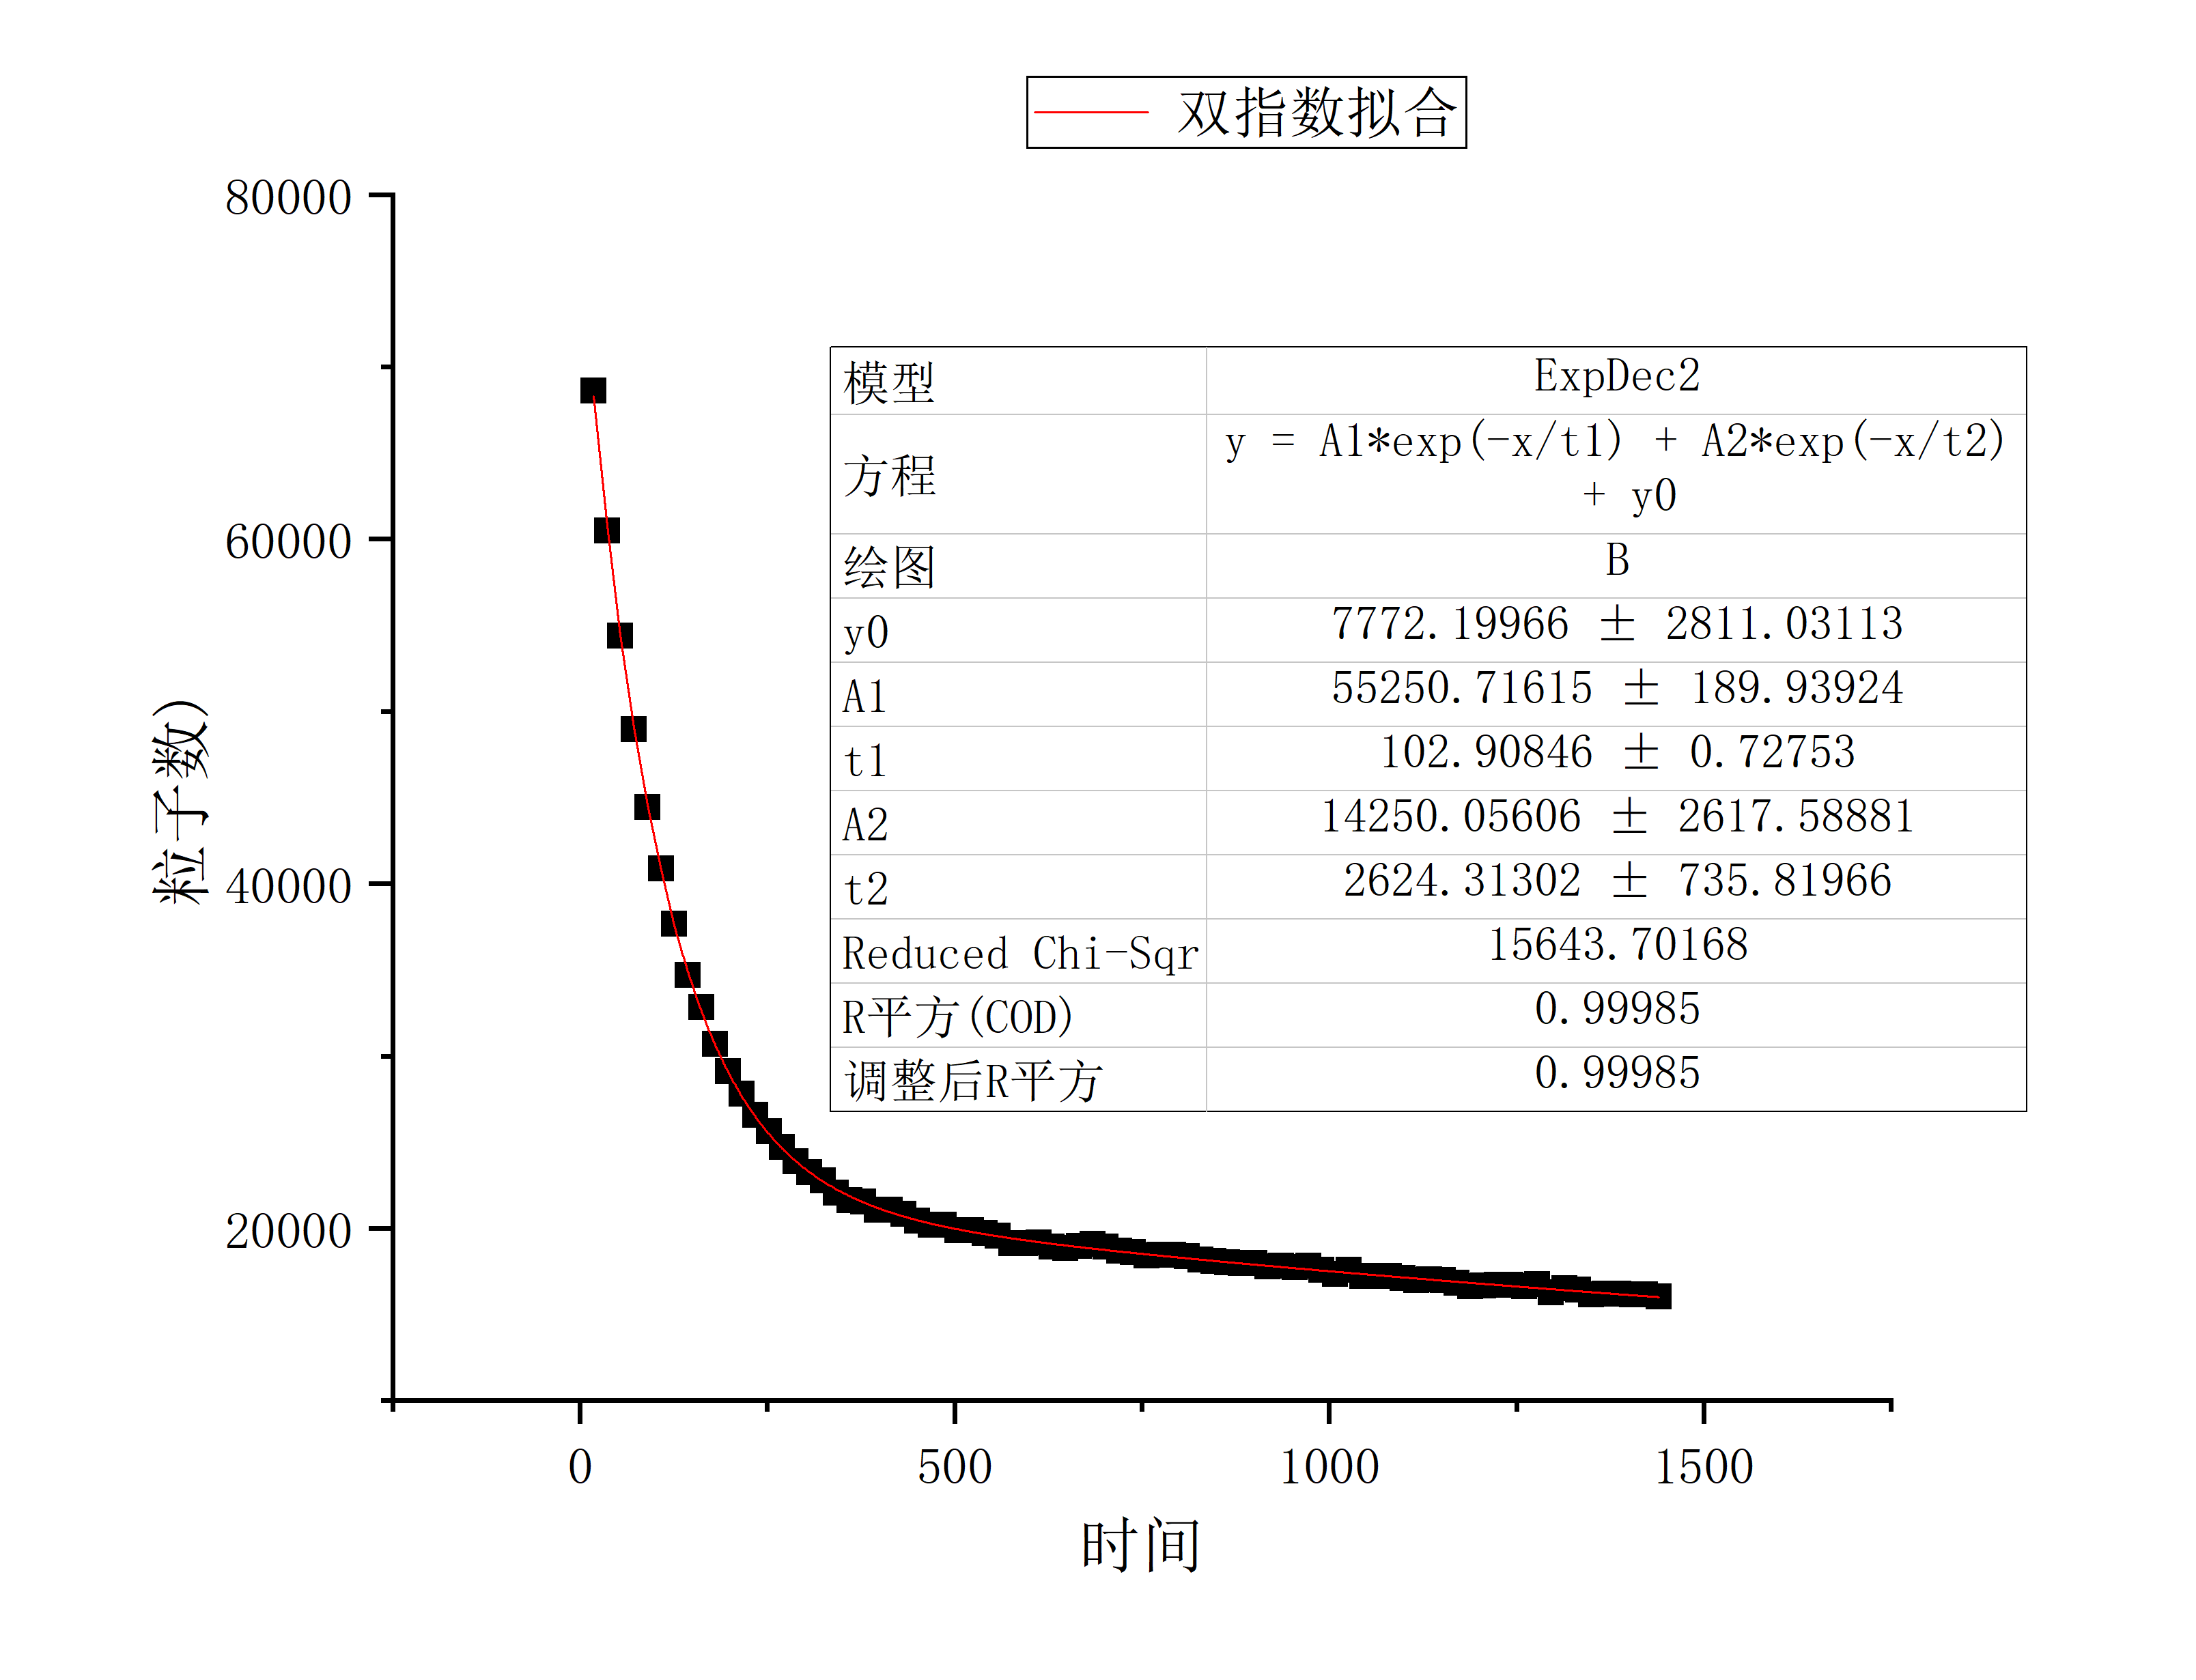 双指数拟合
80000
60000
40000
20000
粒子数)
模型 ExpDec2
方程 y = A1*exp(-x/t1) + A2*exp(-x/t2)
+ y0
绘图 B
y0 7772.19966 ± 2811.03113
A1 55250.71615 ± 189.93924
t1 102.90846 ± 0.72753
A2 14250.05606 ± 2617.58881
t2 2624.31302 ± 735.81966
Reduced Chi-Sqr 15643.70168
R平方(COD) 0.99985
调整后R平方 0.99985
0 500 1000 1500
时间